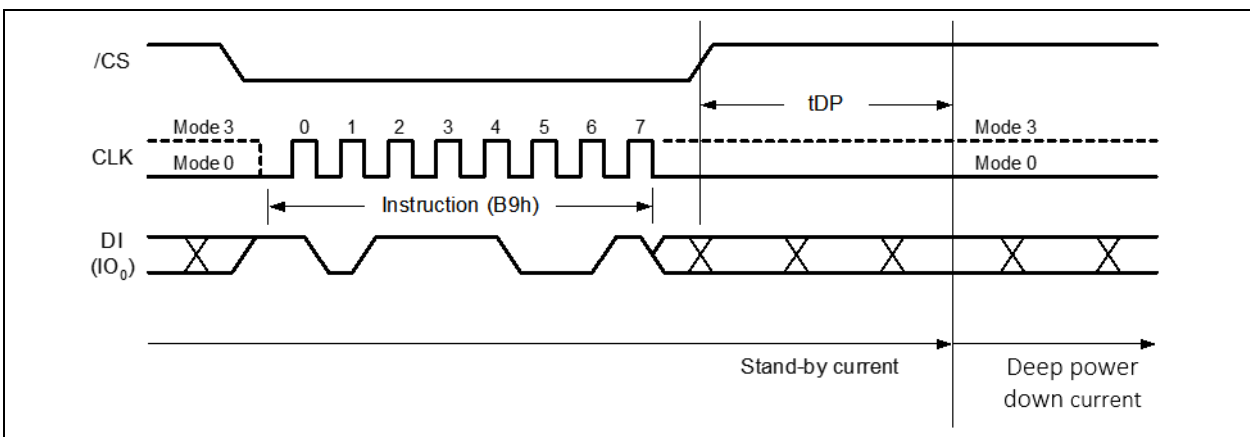 /CS
tDP
Mode 3 0 1 2 3 4 5 6 7 Mode 3
CLK
Mode 0 Mode 0
Instruction (B9h)
DI
(IO0)
Stand-by current Deep power
down current